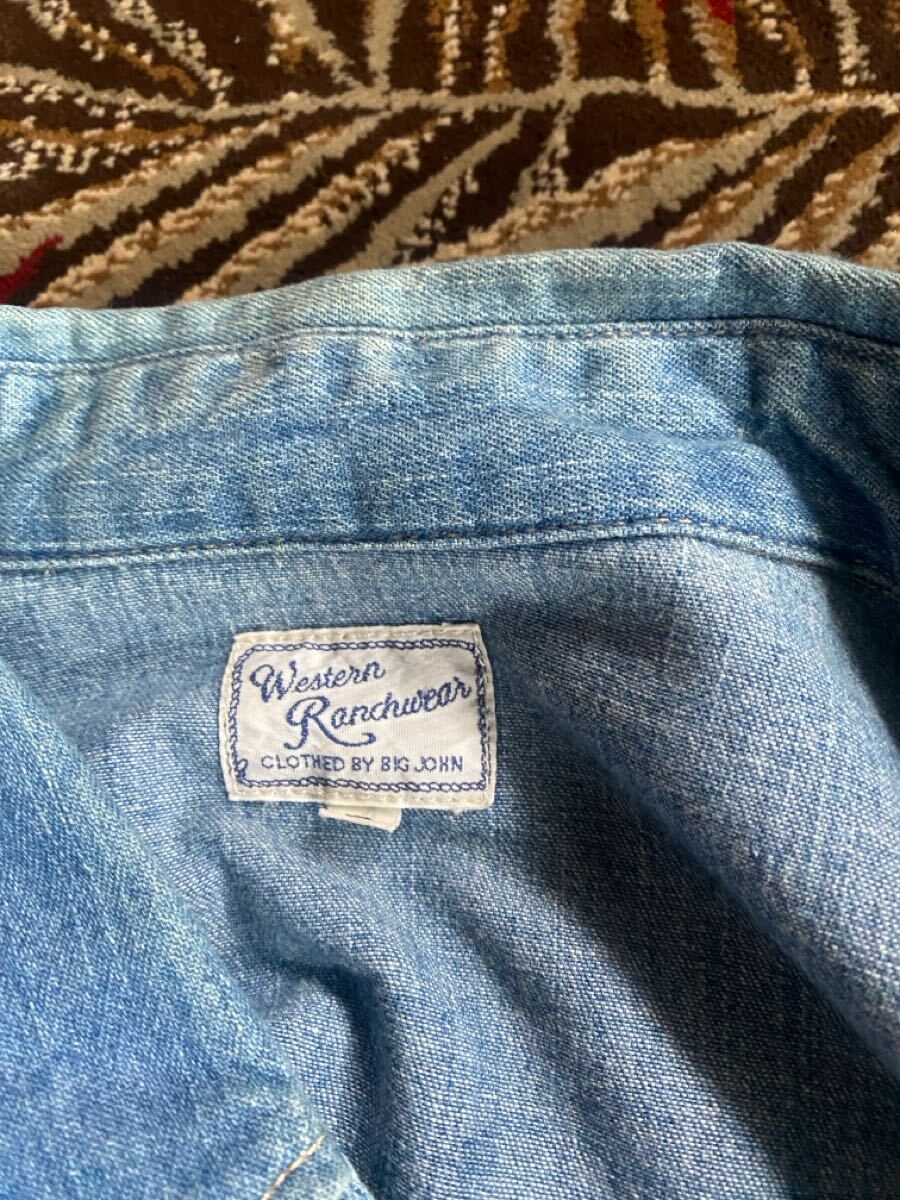 Western
Ranchwear
CLOTHED BY BIG JOHN